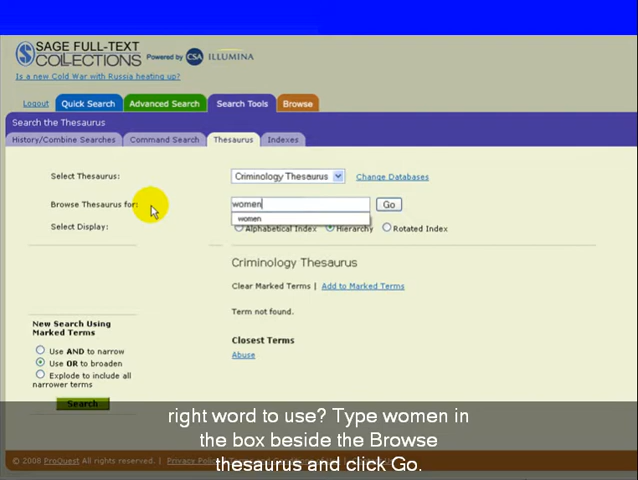 SAGE FULL-TEXT
COLLECTIONS Powered by CSA ILLUMINA
Is a new Cold War with Russia heating up?
Logout Quick Search Advanced Search Search Tools Browse
Search the Thesaurus
History/Combine Searches Command Search Thesaurus Indexes
Select Thesaurus: Criminology Thesaurus Change Databases
Browse Thesaurus for: women Go
women
Select Display: Alphabetical Index Hierarchy Rotated Index
Criminology Thesaurus
Clear Marked Terms | Add to Marked Terms
Term not found.
New Search Using
Marked Terms
Closest Terms
Use AND to narrow
Abuse
Use OR to broaden
Explode to include all
narrower terms
Search
right word to use? Type women in
the box beside the Browse
thesaurus and click Go.
© 2008 ProQuest All rights reserved. | Privacy Policy